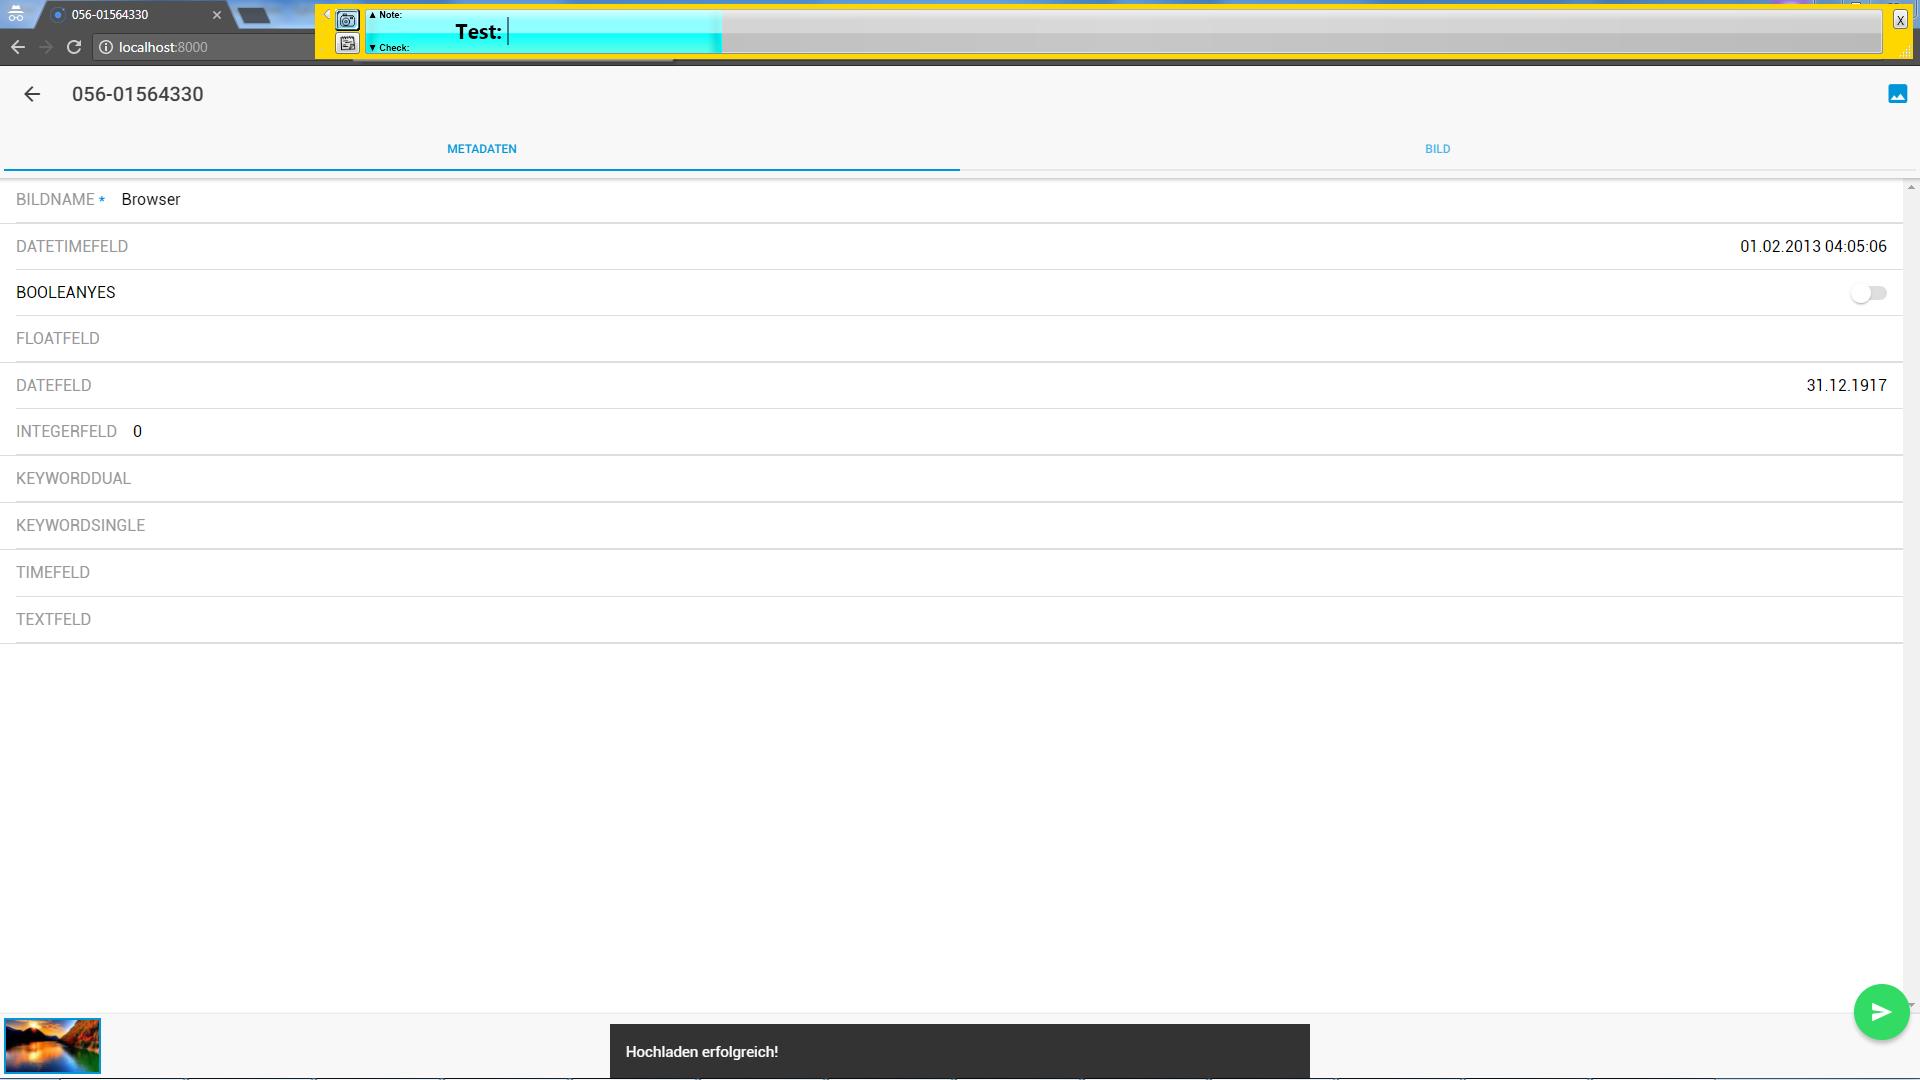 056-01564330
▲ Note:
Test:
X
▼ Check:
localhost:8000
056-01564330
METADATEN
BILD
BILDNAME * Browser
DATETIMEFELD 01.02.2013 04:05:06
BOOLEANYES
FLOATFELD
DATEFELD 31.12.1917
INTEGERFELD 0
KEYWORDDUAL
KEYWORDSINGLE
TIMEFELD
TEXTFELD
Hochladen erfolgreich!